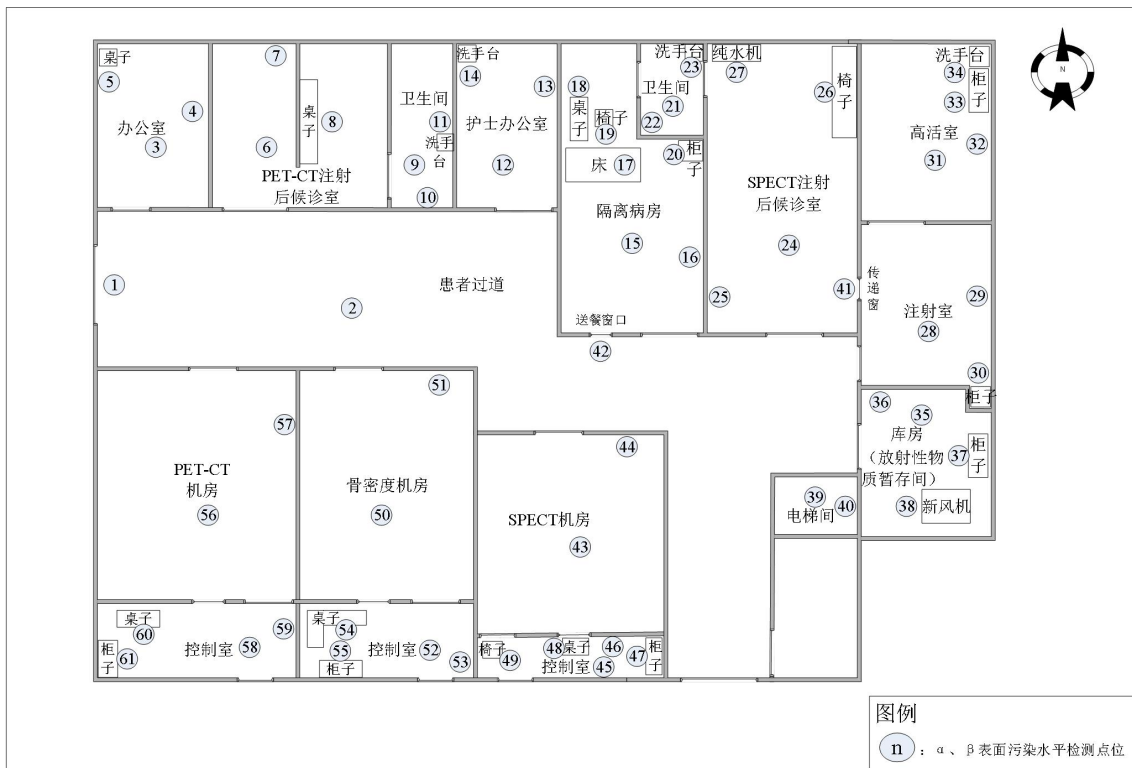 桌子
5
4
办公室
3
7
6
桌子
8
PET-CT注射
后候诊室
卫生间
11
洗手
台
9
10
洗手台
14
13
护士办公室
12
18
桌子
椅子
19
床
17
隔离病房
15
16
送餐窗口
42
洗手台
23
卫生间
21
22
20
柜子
纯水机
27
26
椅子
SPECT注射
后候诊室
24
25
41
洗手台
34
柜子
33
高活室
32
31
传递窗
29
注射室
28
30
柜子
N
1
2
患者过道
36
35
库房
(放射性物
质暂存间)
37
柜子
38
新风机
39
电梯间
40
57
PET-CT
机房
56
51
骨密度机房
50
44
SPECT机房
43
桌子
60
59
柜子
61
控制室
58
桌子
54
55
柜子
控制室
52
53
椅子
49
48
桌子
46
控制室
45
47
柜子
图例
n : α、β表面污染水平检测点位